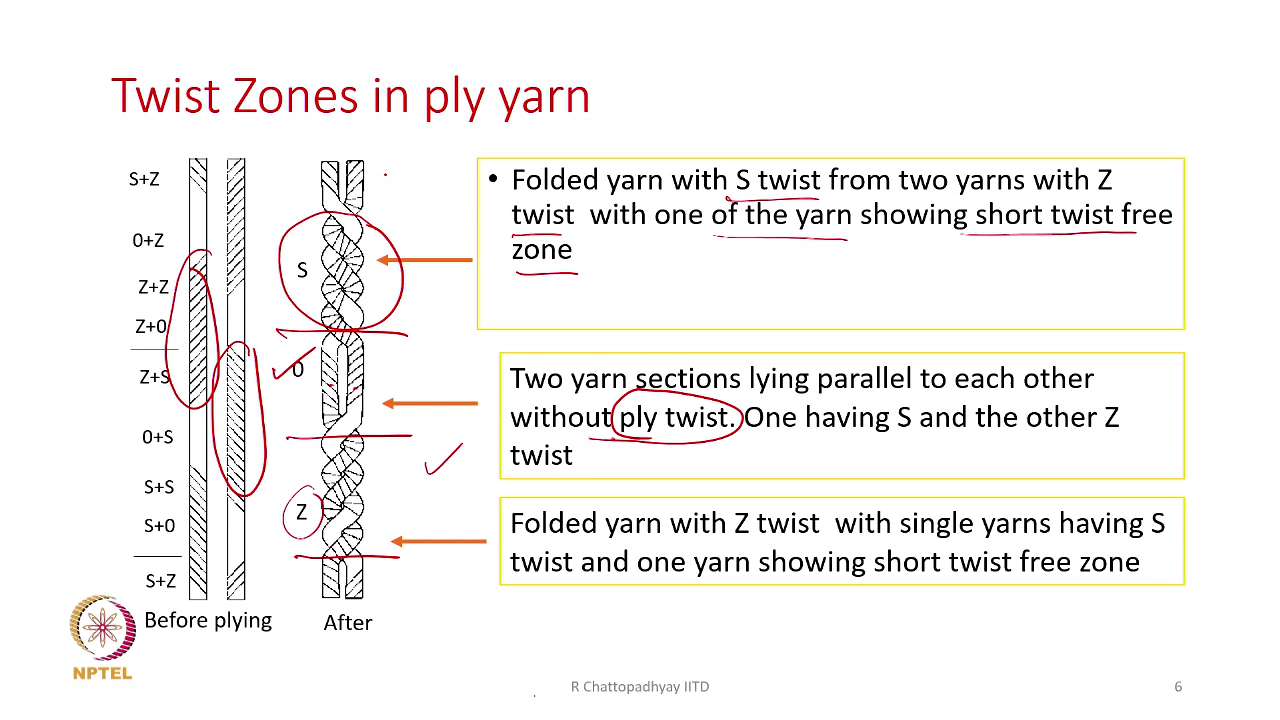 Twist Zones in ply yarn
S+Z
0+Z
Z+Z
Z+0
Z+S
0+S
S+S
S+0
S+Z
Before plying
S
0
Z
After
• Folded yarn with S twist from two yarns with Z
twist with one of the yarn showing short twist free
zone
Two yarn sections lying parallel to each other
without ply twist. One having S and the other Z
twist
Folded yarn with Z twist with single yarns having S
twist and one yarn showing short twist free zone
NPTEL
R Chattopadhyay IITD
6